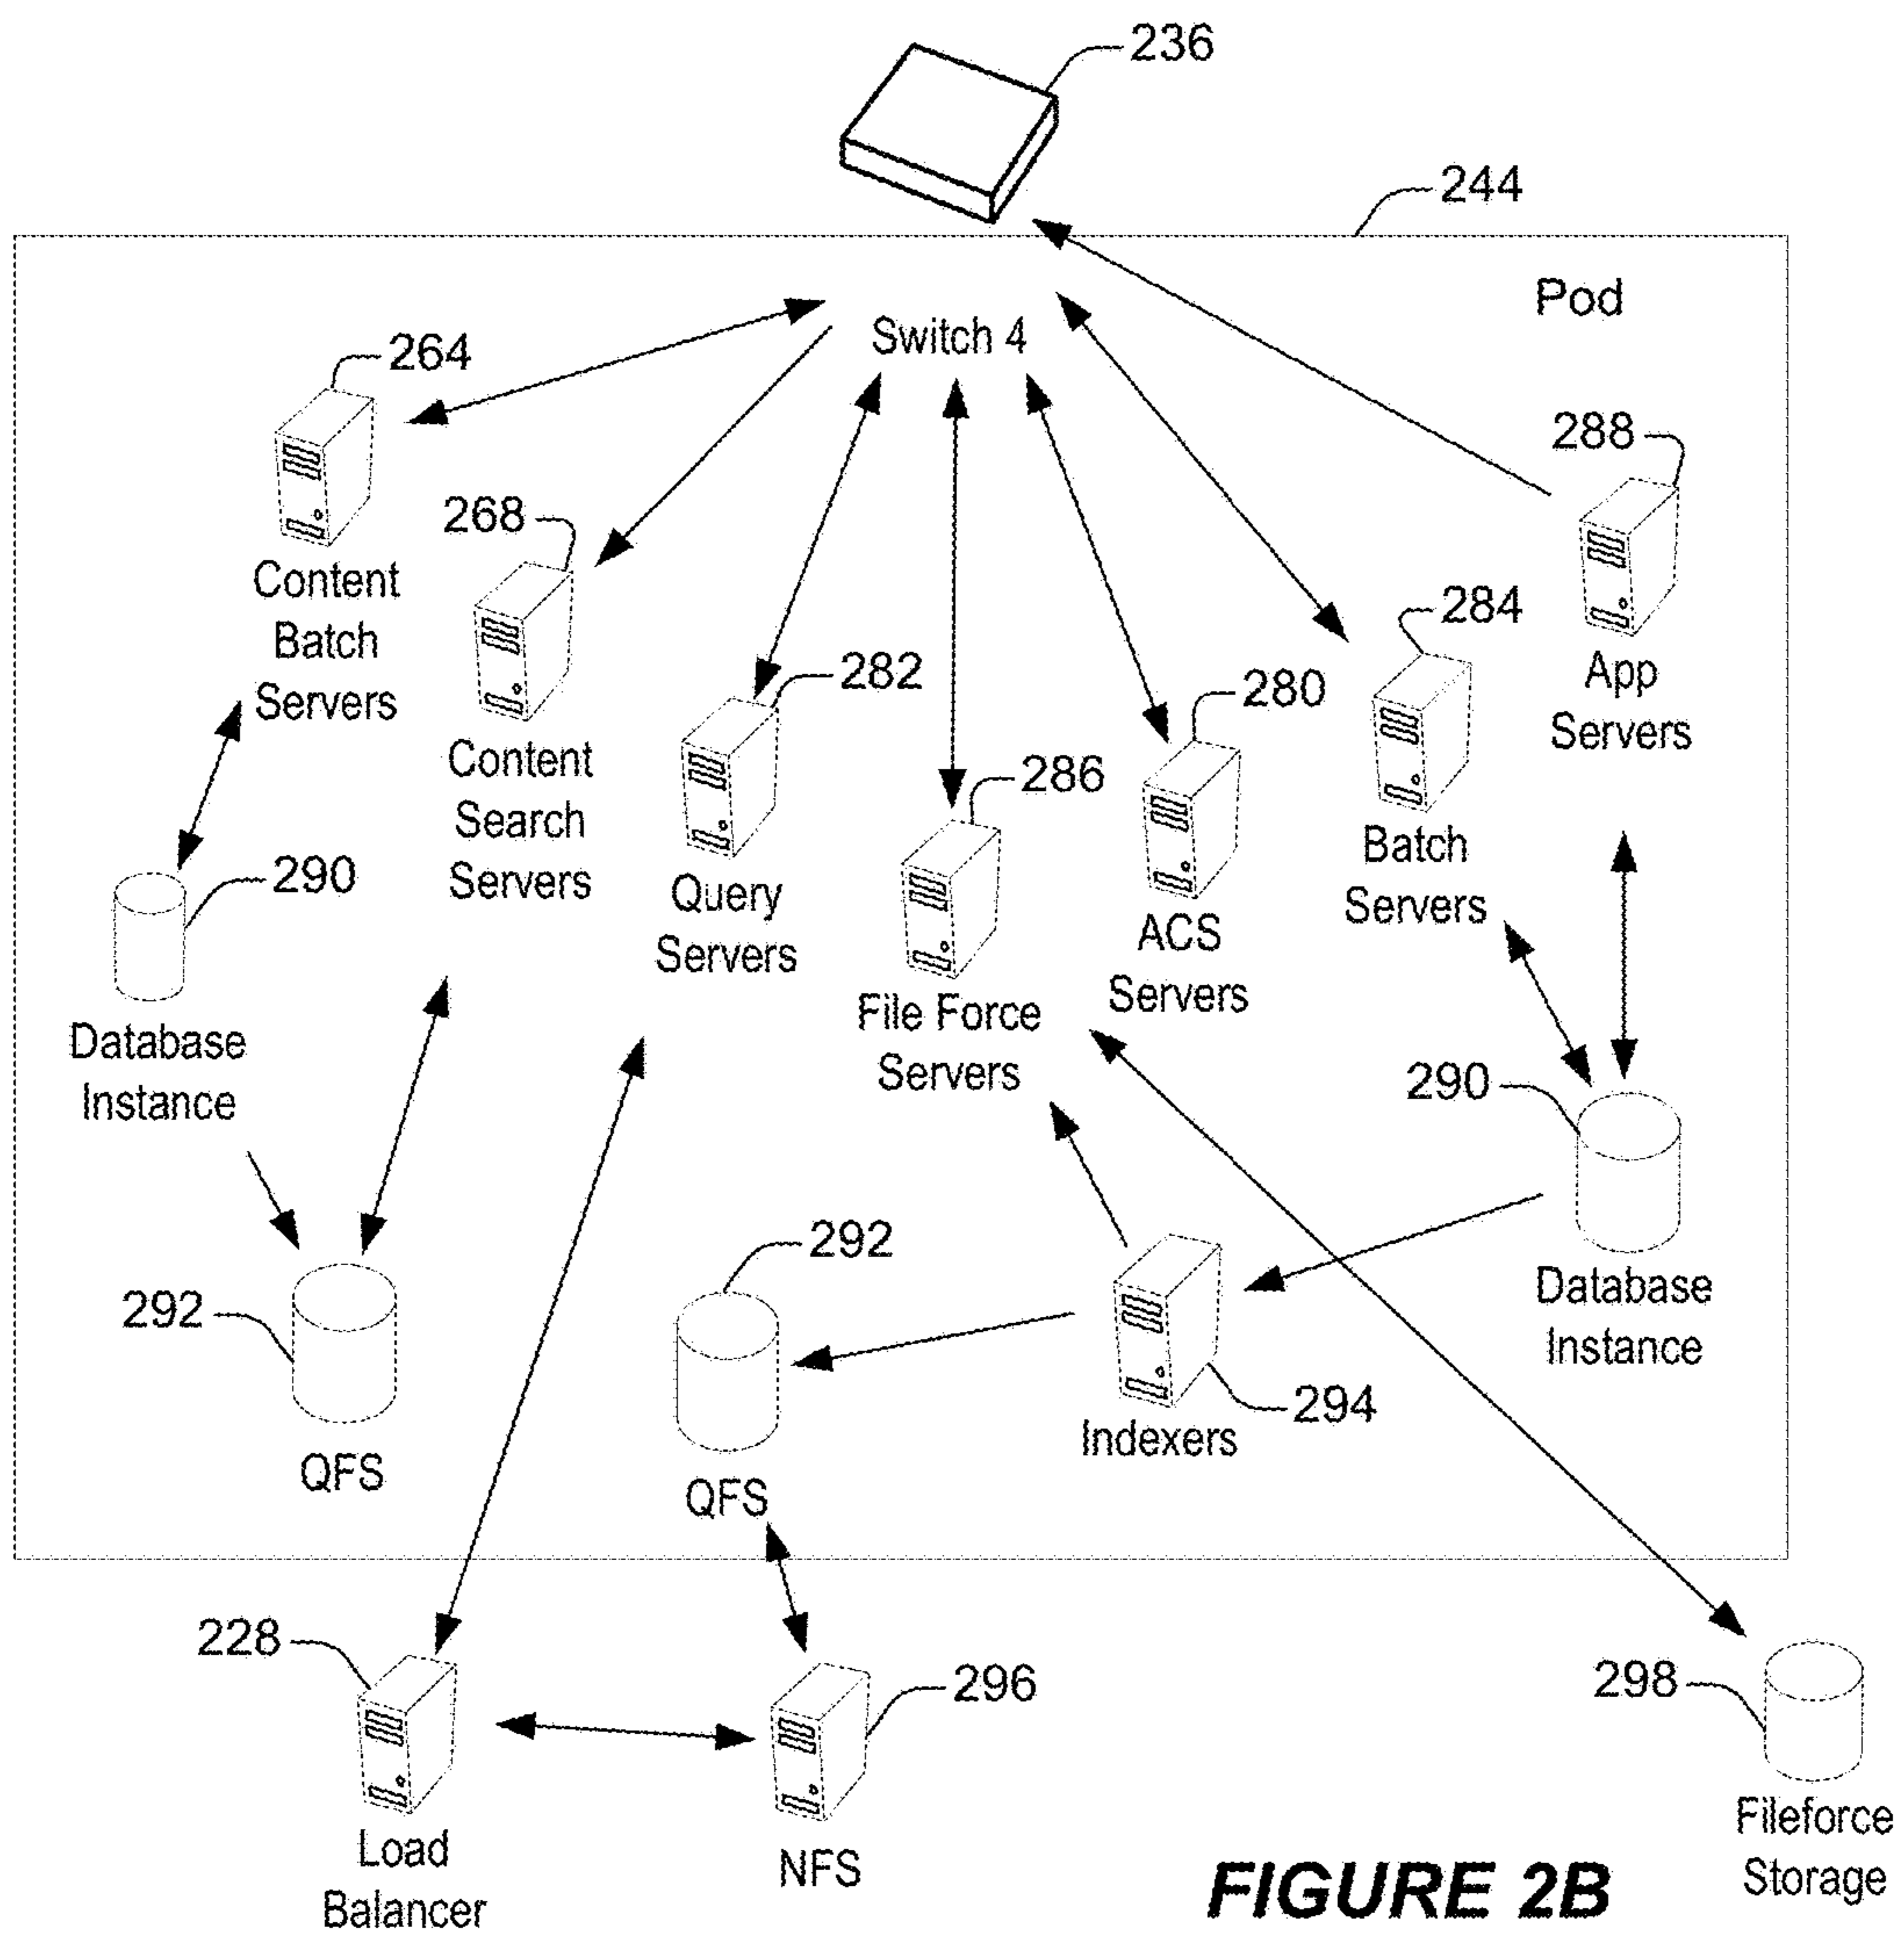 236
244
Pod
Switch 4
264
Content
Batch
Servers
268
Content
Search
Servers
282
Query
Servers
286
File Force
Servers
280
ACS
Servers
284
Batch
Servers
288
App
Servers
290
Database
Instance
290
Database
Instance
292
QFS
292
QFS
294
Indexers
228
Load
Balancer
296
NFS
298
Fileforce
Storage
FIGURE 2B